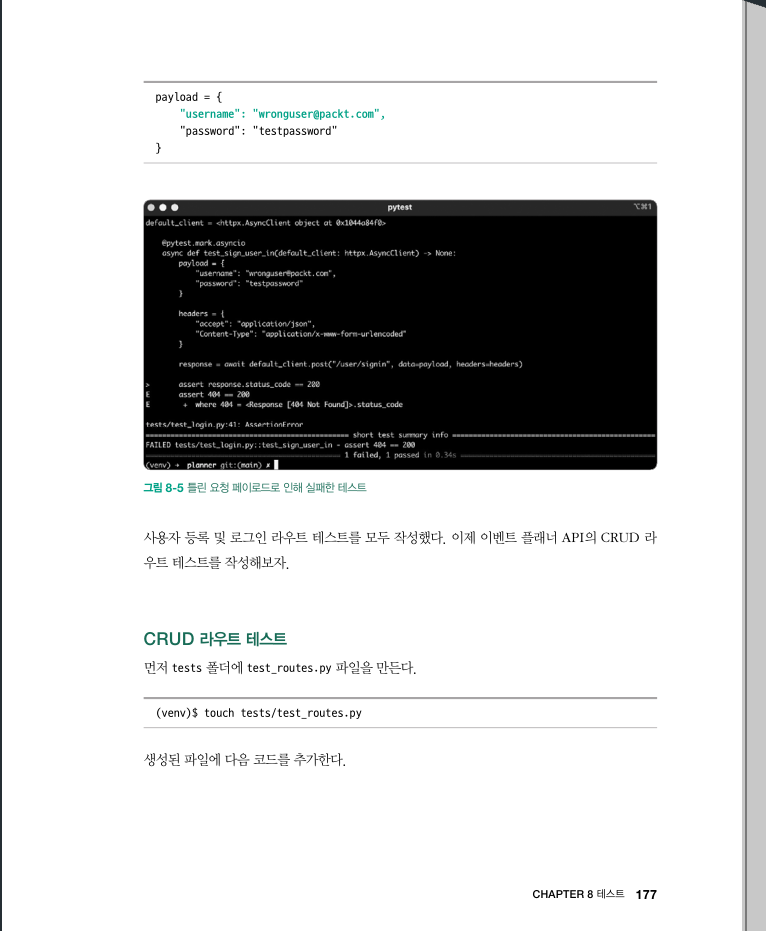 payload = {
    "username": "wronguser@packt.com",
    "password": "testpassword"
}
pytest
⌥⌘1
default_client = <httpx.AsyncClient object at 0x1044a84f0>
    @pytest.mark.asyncio
    async def test_sign_user_in(default_client: httpx.AsyncClient) -> None:
        payload = {
            "username": "wronguser@packt.com",
            "password": "testpassword"
        }
        headers = {
            "accept": "application/json",
            "Content-Type": "application/x-www-form-urlencoded"
        }
        response = await default_client.post("/user/signin", data=payload, headers=headers)
>       assert response.status_code == 200
E       assert 404 == 200
E        +  where 404 = <Response [404 Not Found]>.status_code
tests/test_login.py:41: AssertionError
short test summary info
FAILED tests/test_login.py::test_sign_user_in - assert 404 == 200
1 failed, 1 passed in 0.34s
(venv) → planner git:(main) ✗
그림 8-5 틀린 요청 페이로드로 인해 실패한 테스트
사용자 등록 및 로그인 라우트 테스트를 모두 작성했다. 이제 이벤트 플래너 API의 CRUD 라
우트 테스트를 작성해보자.
CRUD 라우트 테스트
먼저 tests 폴더에 test_routes.py 파일을 만든다.
(venv)$ touch tests/test_routes.py
생성된 파일에 다음 코드를 추가한다.
CHAPTER 8 테스트 177